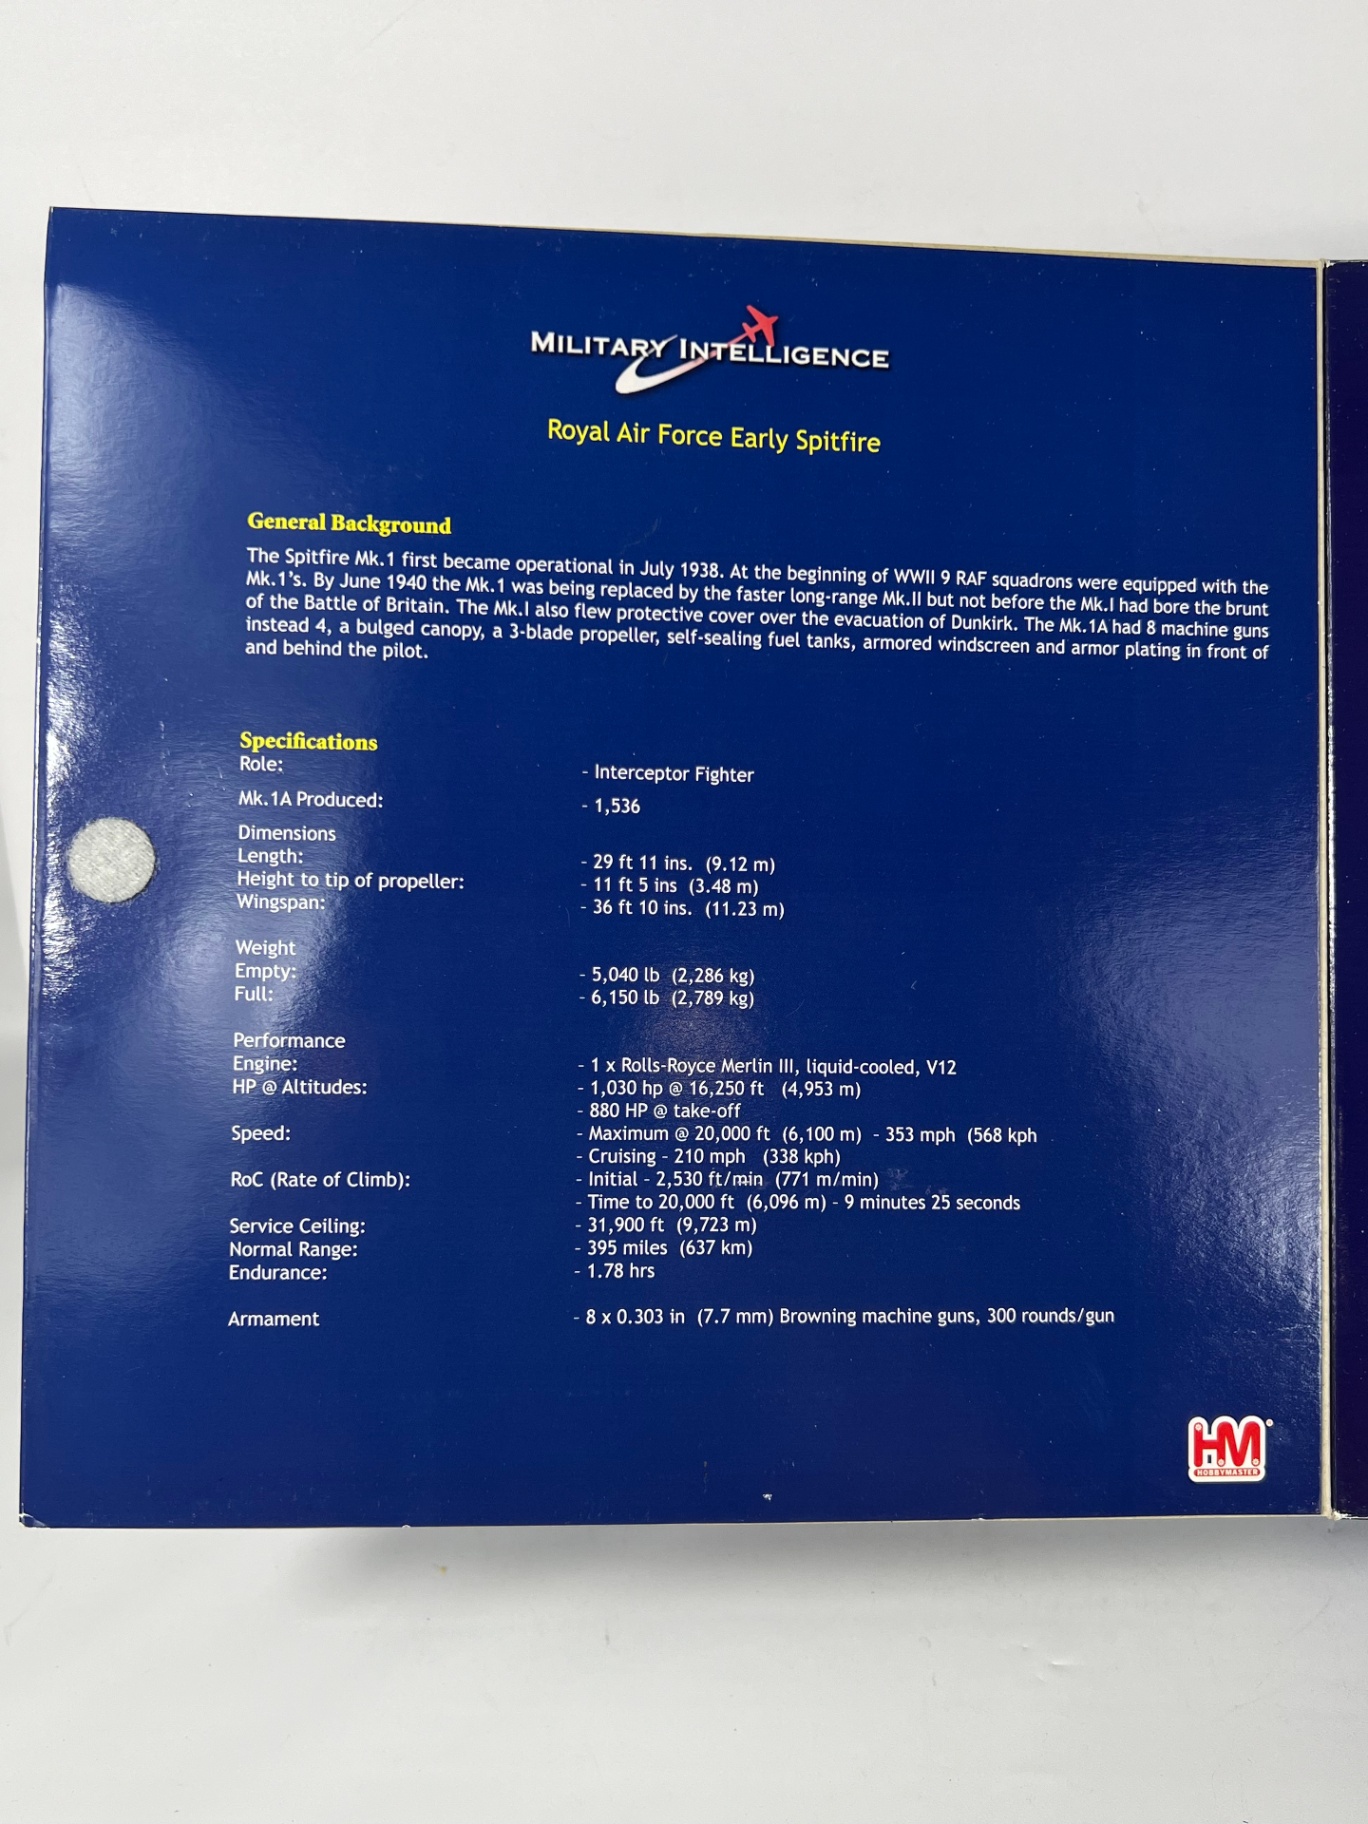 MILITARY INTELLIGENCE
Royal Air Force Early Spitfire
General Background
The Spitfire Mk.1 first became operational in July 1938. At the beginning of WWII 9 RAF squadrons were equipped with the
Mk.1's. By June 1940 the Mk.1 was being replaced by the faster long-range Mk.II but not before the Mk.I had bore the brunt
of the Battle of Britain. The Mk.I also flew protective cover over the evacuation of Dunkirk. The Mk.1A had 8 machine guns
instead 4, a bulged canopy, a 3-blade propeller, self-sealing fuel tanks, armored windscreen and armor plating in front of
and behind the pilot.
Specifications
Role: - Interceptor Fighter
Mk.1A Produced: - 1,536
Dimensions
Length: - 29 ft 11 ins. (9.12 m)
Height to tip of propeller: - 11 ft 5 ins (3.48 m)
Wingspan: - 36 ft 10 ins. (11.23 m)
Weight
Empty: - 5,040 lb (2,286 kg)
Full: - 6,150 lb (2,789 kg)
Performance
Engine: - 1 x Rolls-Royce Merlin III, liquid-cooled, V12
HP @ Altitudes: - 1,030 hp @ 16,250 ft (4,953 m)
- 880 HP @ take-off
Speed: - Maximum @ 20,000 ft (6,100 m) - 353 mph (568 kph
- Cruising - 210 mph (338 kph)
RoC (Rate of Climb): - Initial - 2,530 ft/min (771 m/min)
- Time to 20,000 ft (6,096 m) - 9 minutes 25 seconds
Service Ceiling: - 31,900 ft (9,723 m)
Normal Range: - 395 miles (637 km)
Endurance: - 1.78 hrs
Armament - 8 x 0.303 in (7.7 mm) Browning machine guns, 300 rounds/gun
HM
HOBBYMASTER